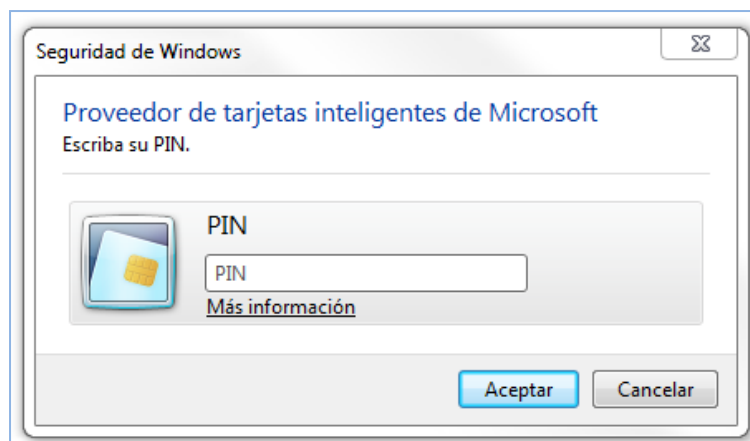 Seguridad de Windows
Proveedor de tarjetas inteligentes de Microsoft
Escriba su PIN.
PIN
PIN
Más información
Aceptar Cancelar